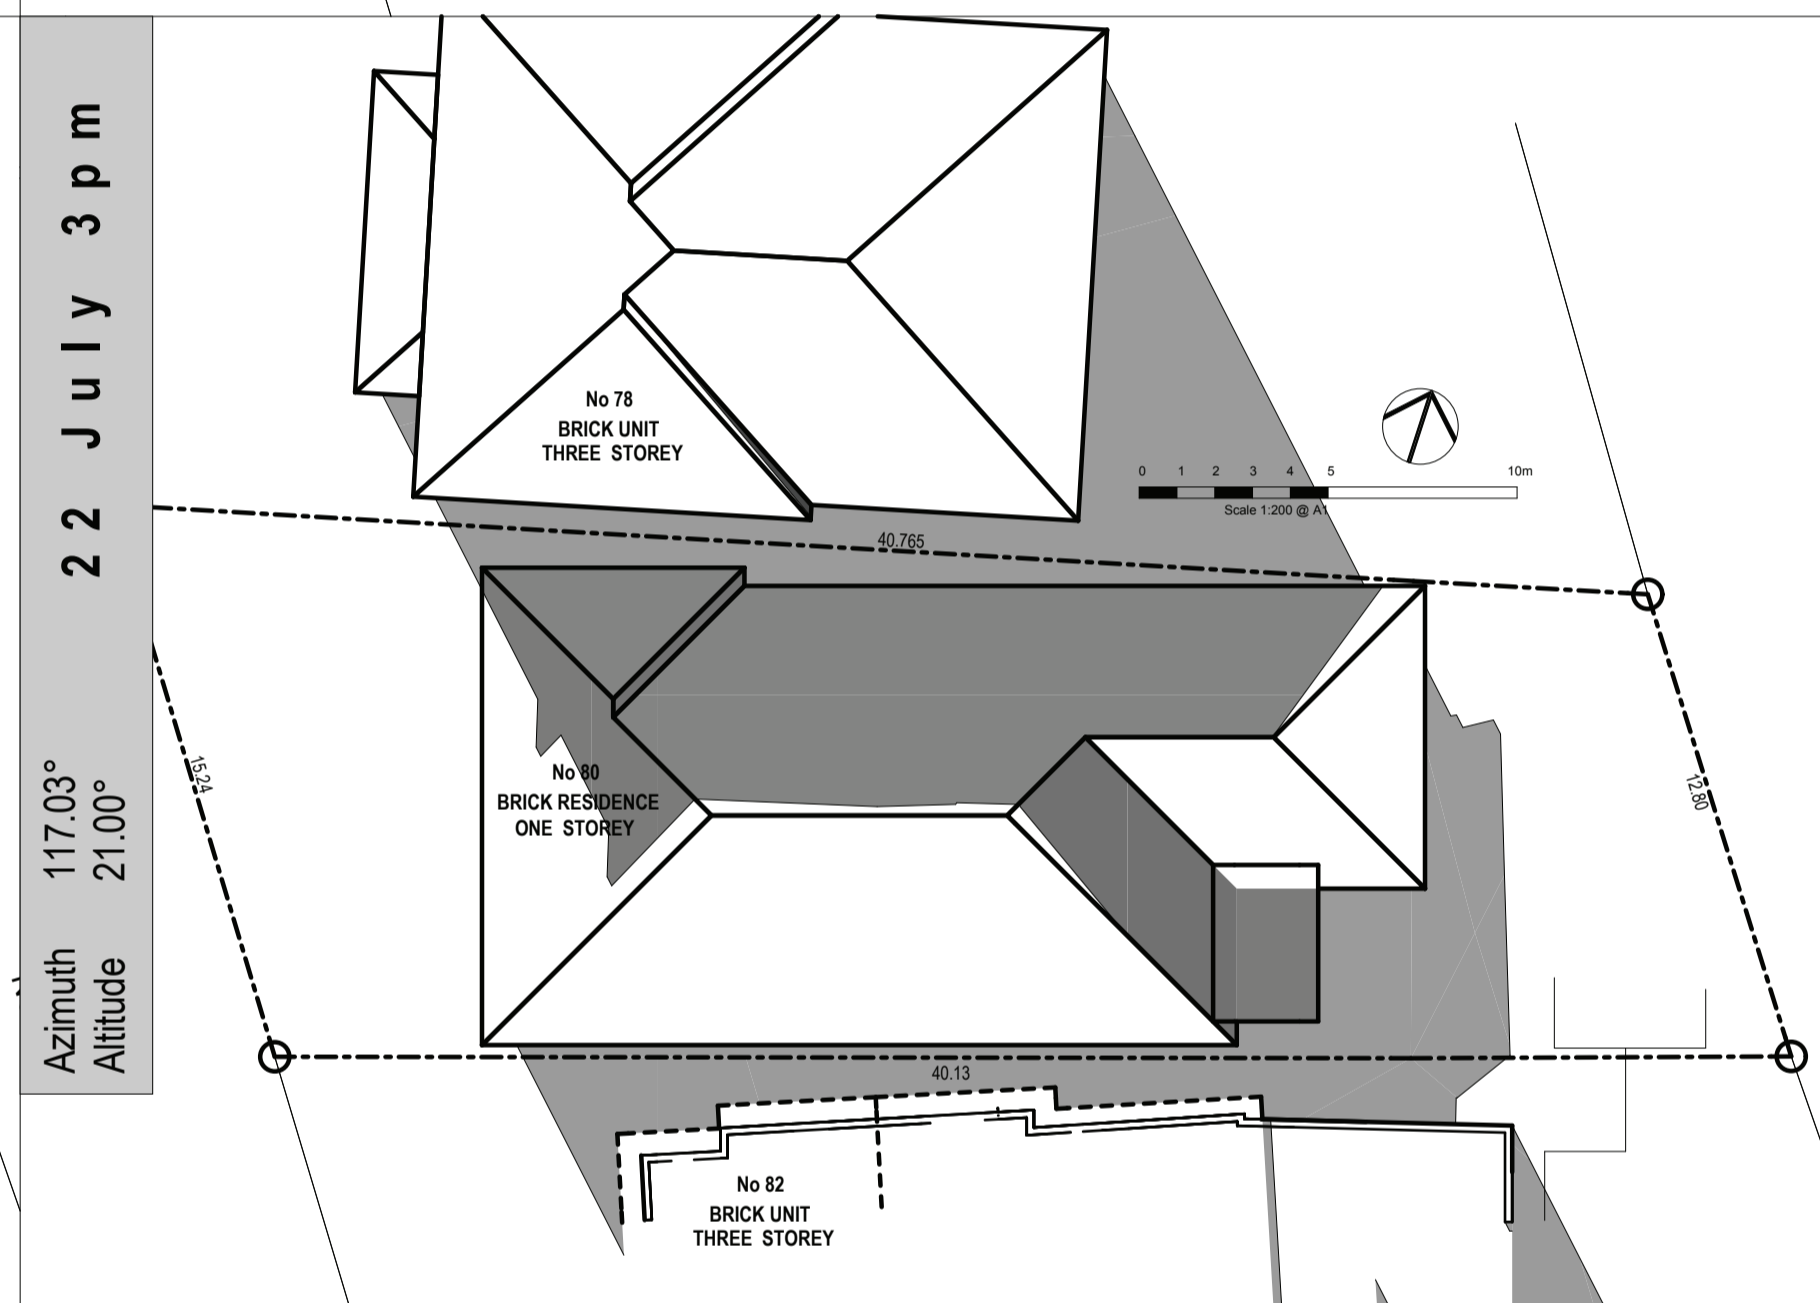 22 July 3 pm
Azimuth 117.03°
Altitude 21.00°
No 78
BRICK UNIT
THREE STOREY
0 1 2 3 4 5 10m
Scale 1:200 @ A1
40.765
15.24
No 80
BRICK RESIDENCE
ONE STOREY
12.80
40.13
No 82
BRICK UNIT
THREE STOREY